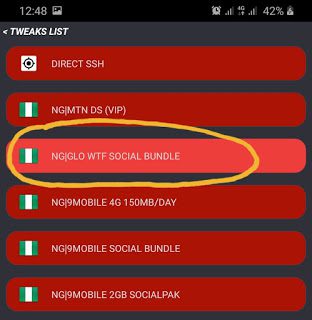 12:48 4G 42%
< TWEAKS LIST
DIRECT SSH
NG|MTN DS (VIP)
NG|GLO WTF SOCIAL BUNDLE
NG|9MOBILE 4G 150MB/DAY
NG|9MOBILE SOCIAL BUNDLE
NG|9MOBILE 2GB SOCIALPAK